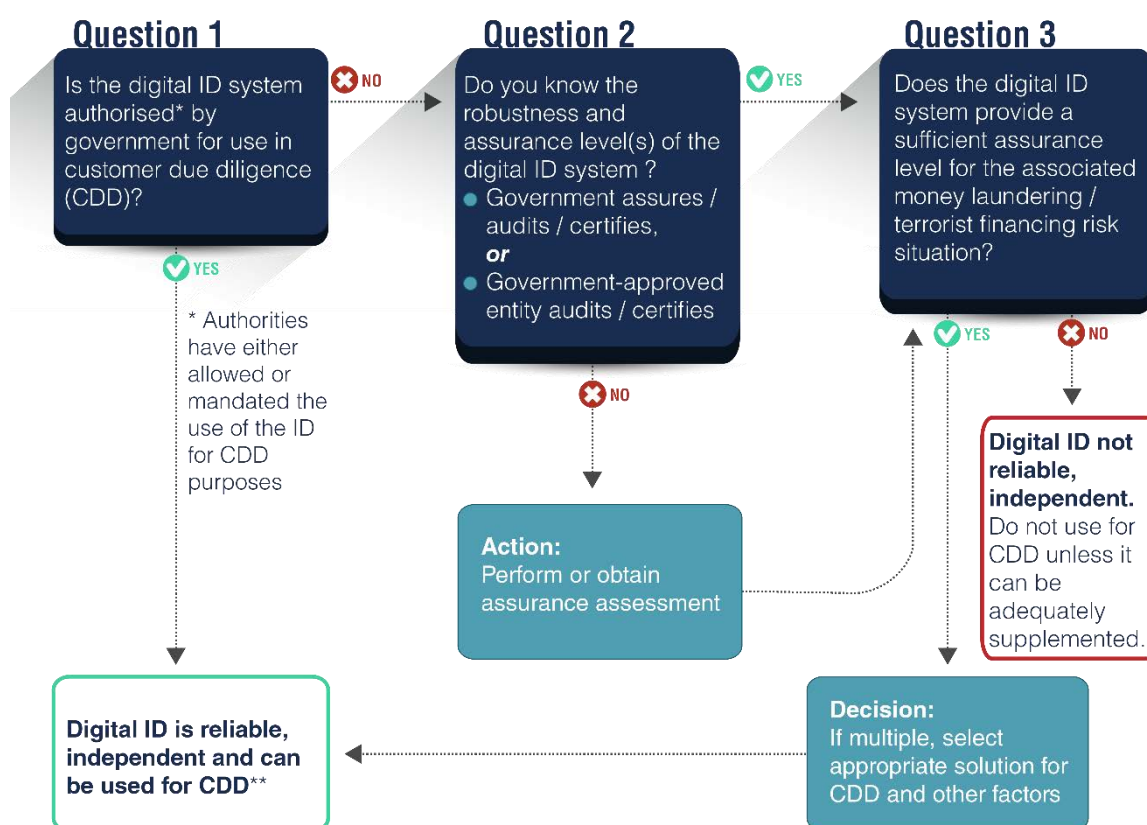 Question 1
Is the digital ID system
authorised* by
government for use in
customer due diligence
(CDD)?
NO
YES
* Authorities
have either
allowed or
mandated the
use of the ID
for CDD
purposes
Question 2
Do you know the
robustness and
assurance level(s) of the
digital ID system ?
Government assures /
audits / certifies,
or
Government-approved
entity audits / certifies
YES
NO
Action:
Perform or obtain
assurance assessment
Question 3
Does the digital ID
system provide a
sufficient assurance
level for the associated
money laundering /
terrorist financing risk
situation?
YES
NO
Digital ID not
reliable,
independent.
Do not use for
CDD unless it
can be
adequately
supplemented.
Decision:
If multiple, select
appropriate solution for
CDD and other factors
Digital ID is reliable,
independent and can
be used for CDD**